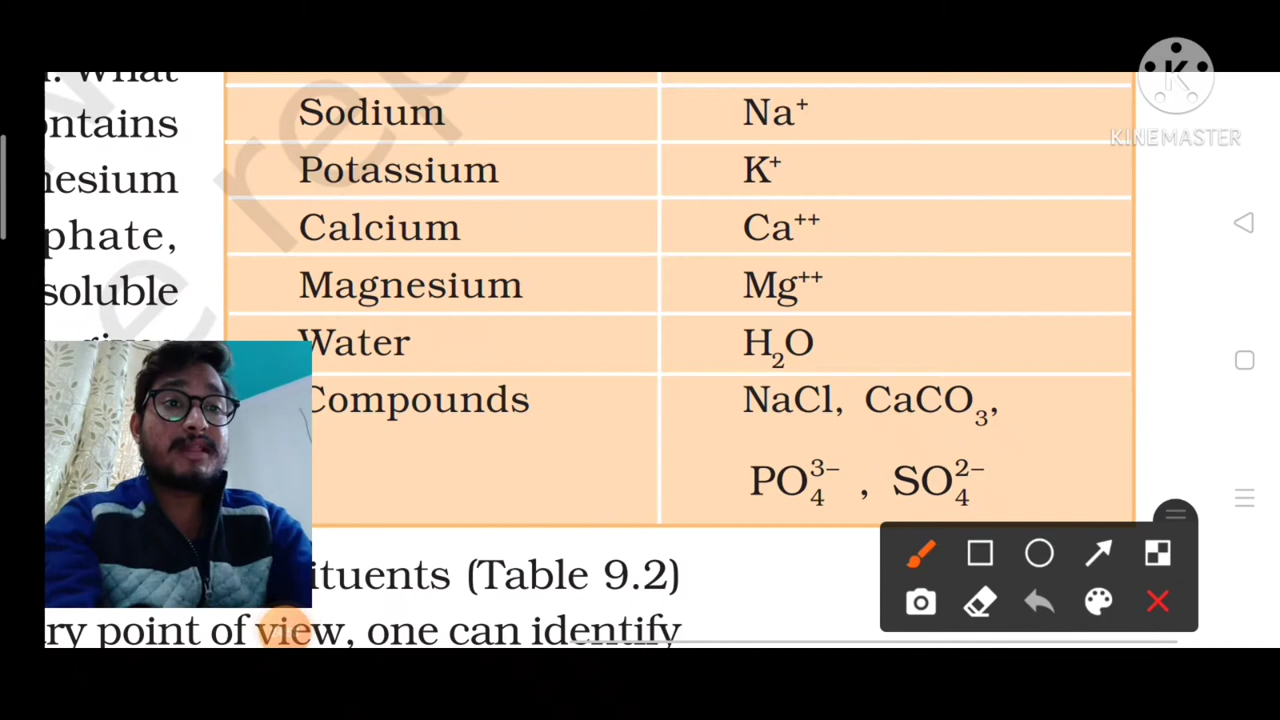 ontains
phate,
soluble
Sodium Na⁺
Potassium K⁺
Calcium Ca⁺⁺
Magnesium Mg⁺⁺
Water H₂O
Compounds NaCl, CaCO₃,
PO₄³⁻ , SO₄²⁻
ituents (Table 9.2)
ry point of view, one can identify
K
KINEMASTER